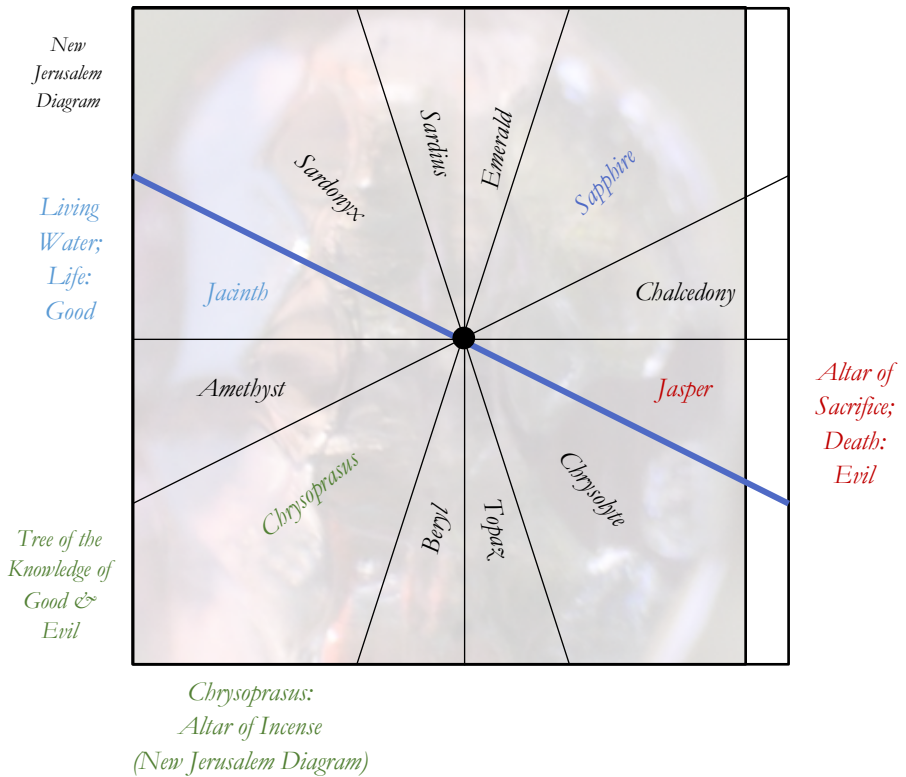 New
Jerusalem
Diagram
Living
Water;
Life:
Good
Sardonyx
Sardius
Emerald
Sapphire
Jacinth
Chalcedony
Amethyst
Jasper
Altar of
Sacrifice;
Death:
Evil
Chrysoprasus
Beryl
Topaz
Chrysolyte
Tree of the
Knowledge of
Good &
Evil
Chrysoprasus:
Altar of Incense
(New Jerusalem Diagram)